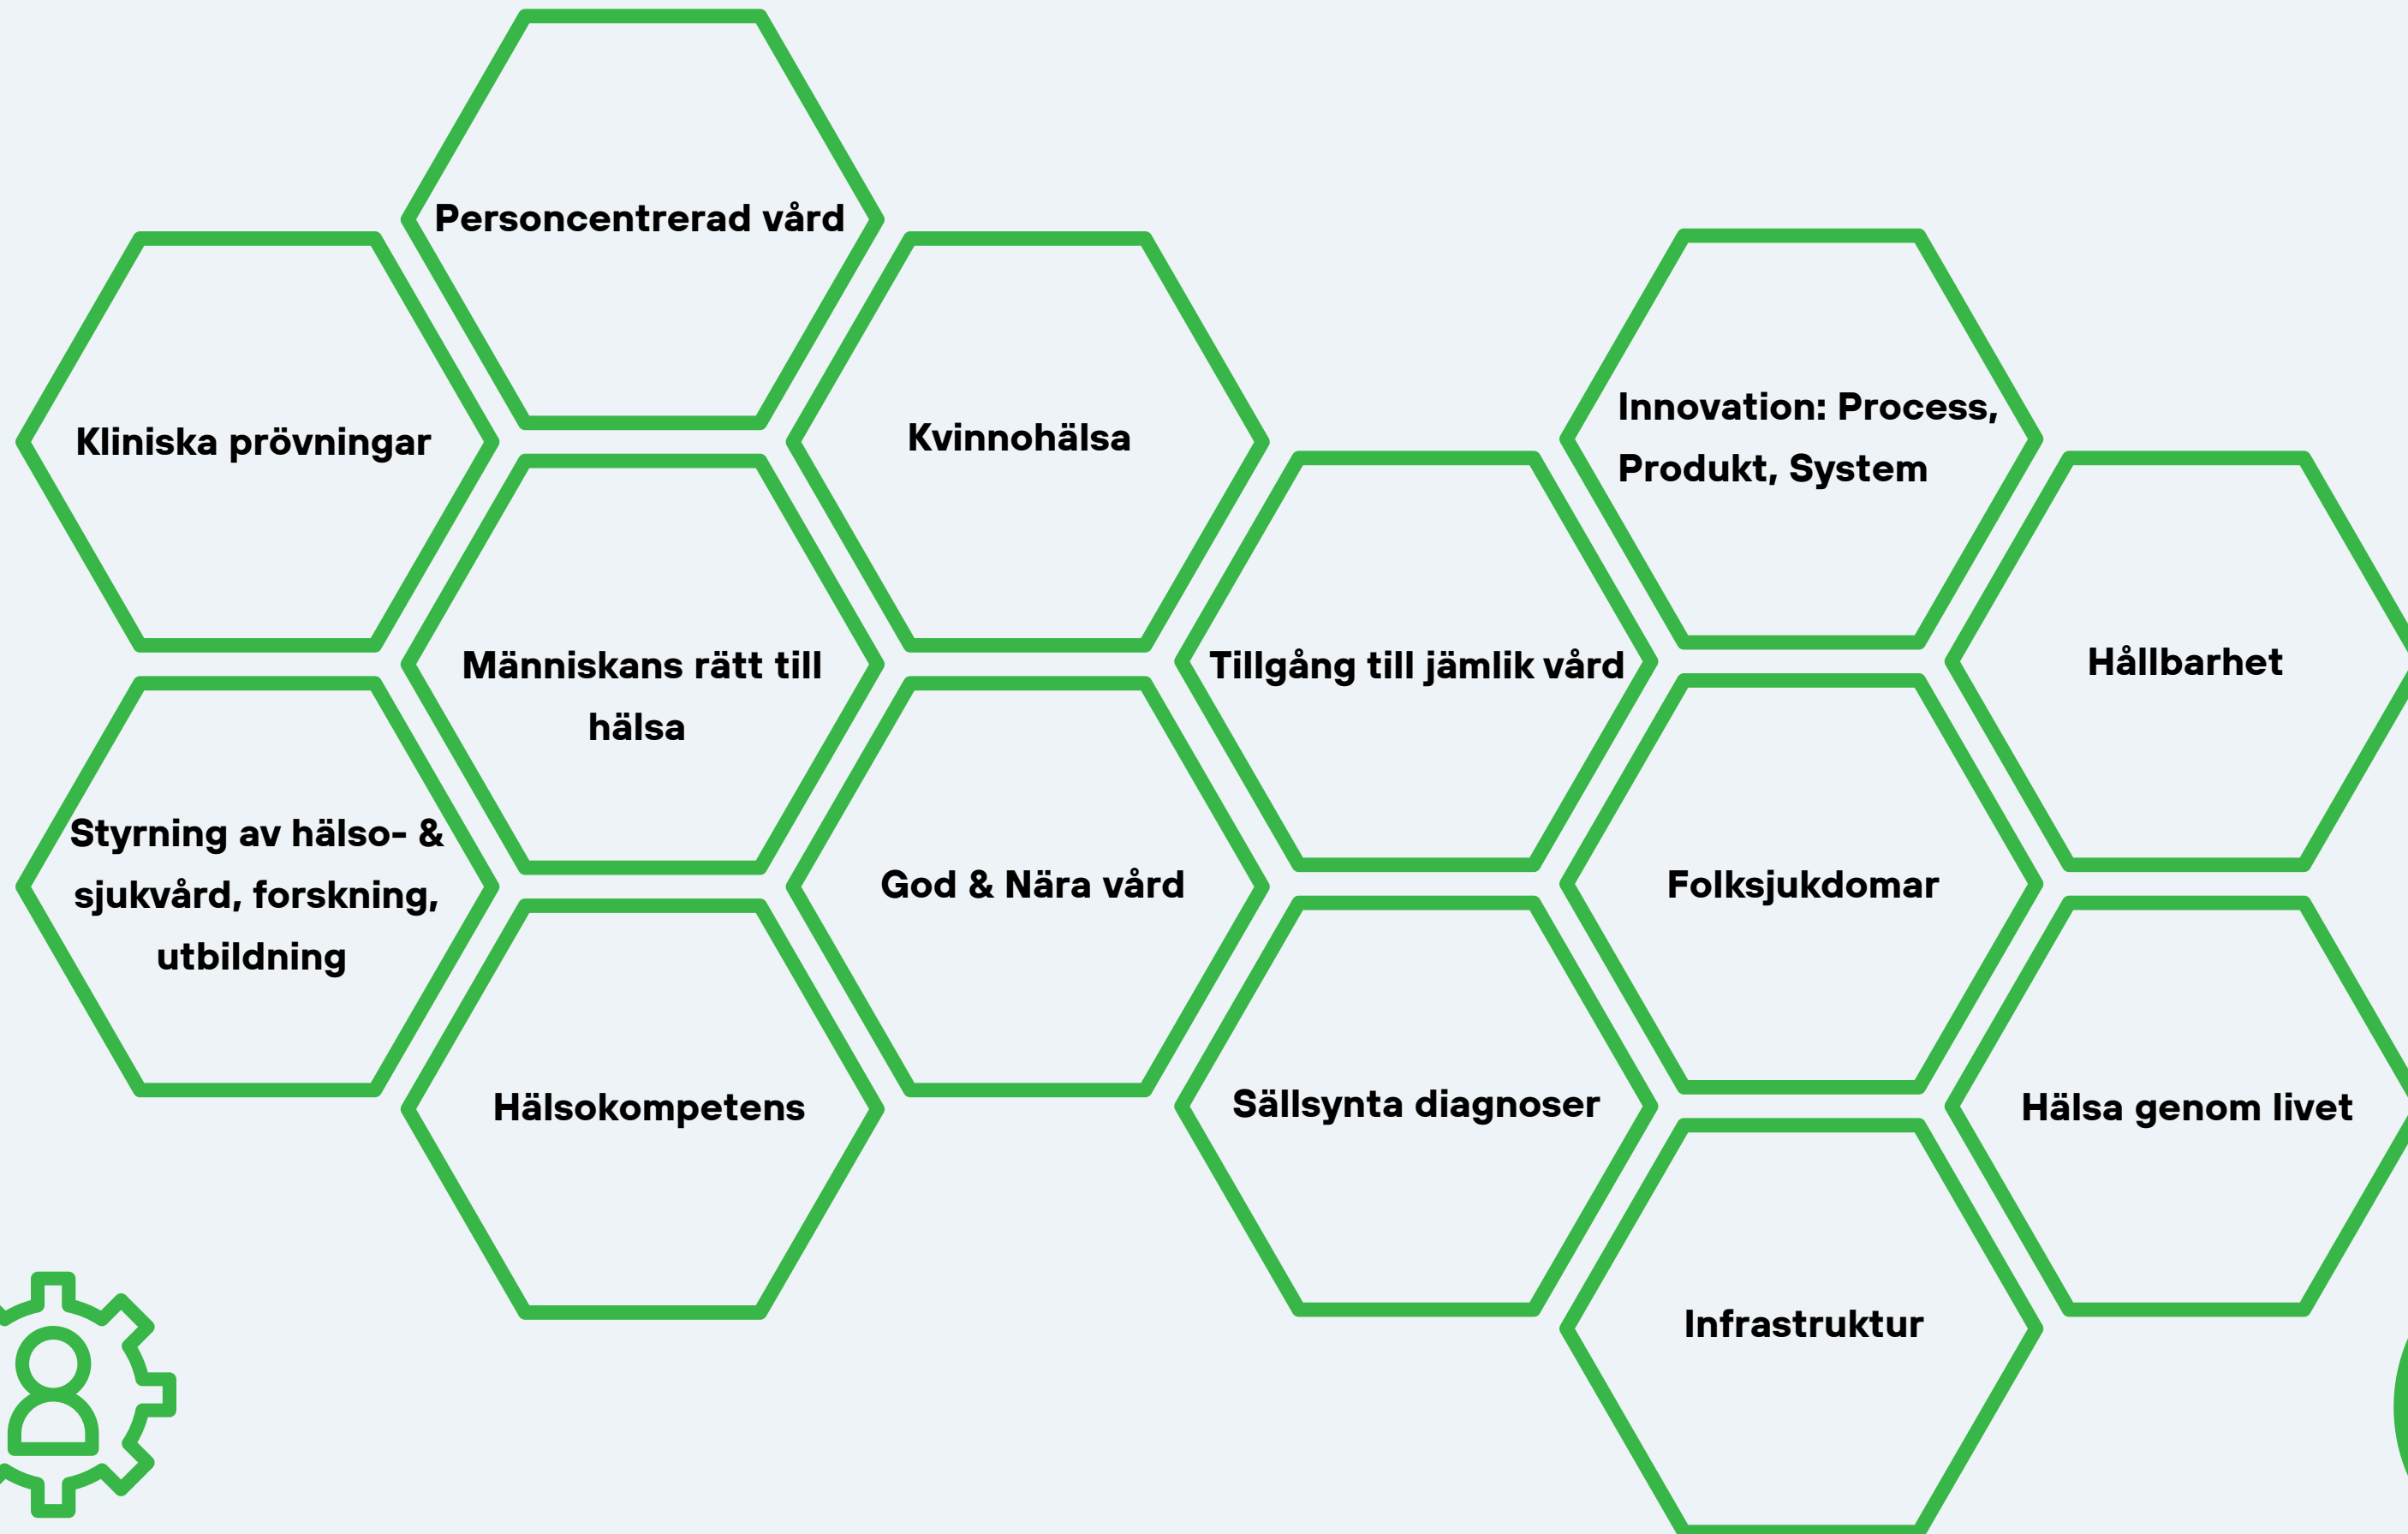 Personcentrerad vård
Kliniska prövningar
Kvinnohälsa
Innovation: Process,
Produkt, System
Människans rätt till
hälsa
Tillgång till jämlik vård
Hållbarhet
Styrning av hälso- &
sjukvård, forskning,
utbildning
God & Nära vård
Folksjukdomar
Hälsokompetens
Sällsynta diagnoser
Hälsa genom livet
Infrastruktur